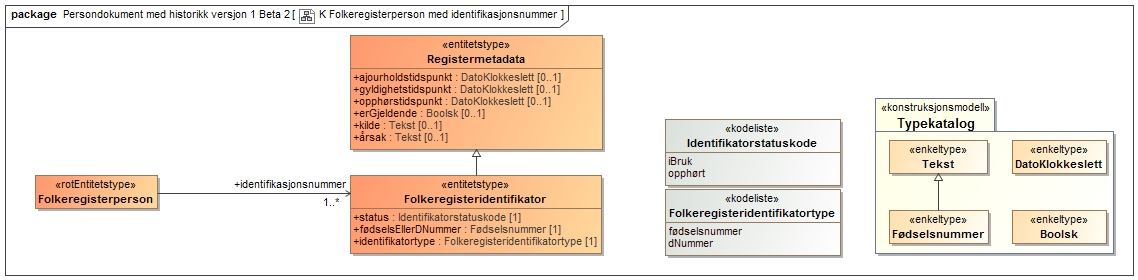 package Persondokument med historikk versjon 1 Beta 2 [ K Folkeregisterperson med identifikasjonsnummer ]
«entitetstype»
Registermetadata
+ajourholdstidspunkt : DatoKlokkeslett [0..1]
+gyldighetstidspunkt : DatoKlokkeslett [0..1]
+opphørstidspunkt : DatoKlokkeslett [0..1]
+erGjeldende : Boolsk [0..1]
+kilde : Tekst [0..1]
+årsak : Tekst [0..1]
«rotEntitetstype»
Folkeregisterperson
+identifikasjonsnummer
1..*
«entitetstype»
Folkeregisteridentifikator
+status : Identifikatorstatuskode [1]
+fødselsEllerDNummer : Fødselsnummer [1]
+identifikatortype : Folkeregisteridentifikatortype [1]
«kodeliste»
Identifikatorstatuskode
iBruk
opphørt
«kodeliste»
Folkeregisteridentifikatortype
fødselsnummer
dNummer
«konstruksjonsmodell»
Typekatalog
«enkeltype»
Tekst
«enkeltype»
DatoKlokkeslett
«enkeltype»
Fødselsnummer
«enkeltype»
Boolsk